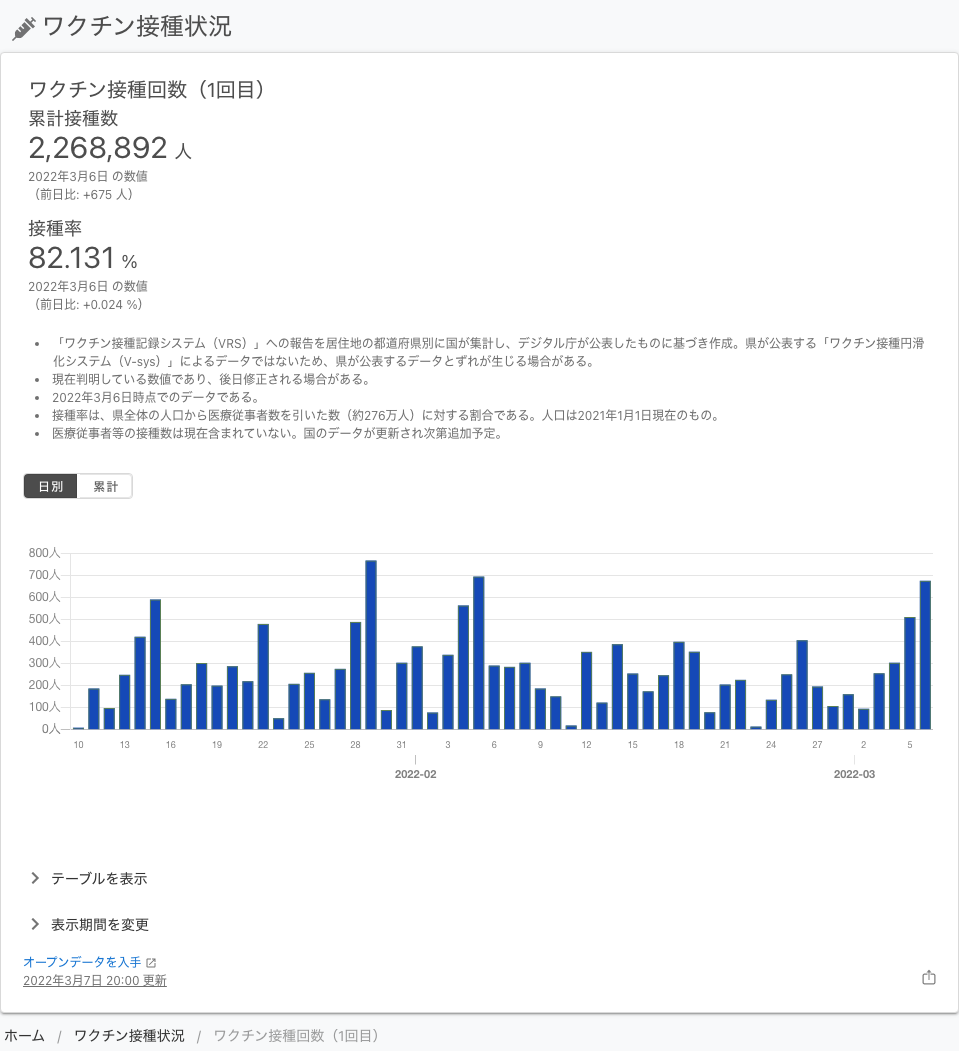 ワクチン接種状況
ワクチン接種回数（1回目）
累計接種数
2,268,892 人
2022年3月6日 の数値
（前日比: +675 人）
接種率
82.131 %
2022年3月6日 の数値
（前日比: +0.024 %）
• 「ワクチン接種記録システム（VRS）」への報告を居住地の都道府県別に国が集計し、デジタル庁が公表したものに基づき作成。県が公表する「ワクチン接種円滑
化システム（V-sys）」によるデータではないため、県が公表するデータとずれが生じる場合がある。
• 現在判明している数値であり、後日修正される場合がある。
• 2022年3月6日時点でのデータである。
• 接種率は、県全体の人口から医療従事者数を引いた数（約276万人）に対する割合である。人口は2021年1月1日現在のもの。
• 医療従事者等の接種数は現在含まれていない。国のデータが更新され次第追加予定。
日別 累計
800人
700人
600人
500人
400人
300人
200人
100人
0人
10 13 16 19 22 25 28 31 3 6 9 12 15 18 21 24 27 2 5
2022-02 2022-03
テーブルを表示
表示期間を変更
オープンデータを入手
2022年3月7日 20:00 更新
ホーム / ワクチン接種状況 / ワクチン接種回数（1回目）